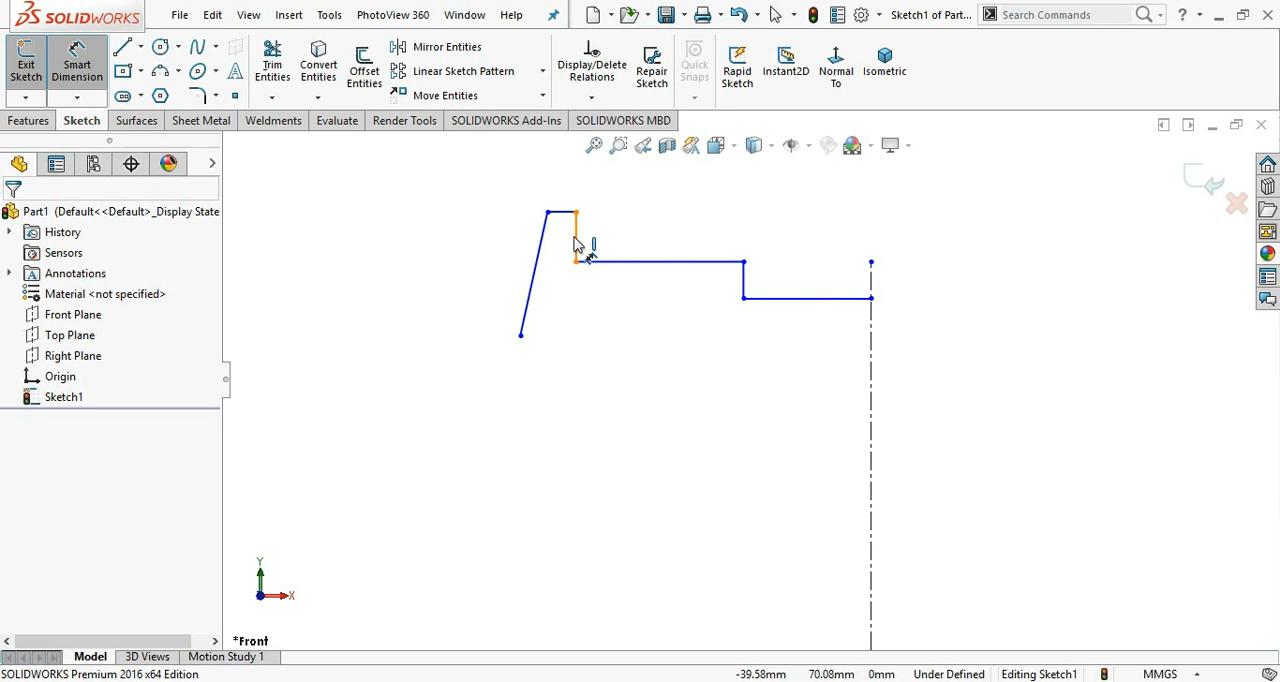 SOLIDWORKS File Edit View Insert Tools PhotoView 360 Window Help Sketch1 of Part... Search Commands ?
Exit Sketch
Smart Dimension
Trim Entities
Convert Entities
Offset Entities
Mirror Entities
Linear Sketch Pattern
Move Entities
Display/Delete Relations
Repair Sketch
Quick Snaps
Rapid Sketch
Instant2D
Normal To
Isometric
Features Sketch Surfaces Sheet Metal Weldments Evaluate Render Tools SOLIDWORKS Add-Ins SOLIDWORKS MBD
Part1 (Default<<Default>_Display State
History
Sensors
Annotations
Material <not specified>
Front Plane
Top Plane
Right Plane
Origin
Sketch1
Y
X
*Front
Model 3D Views Motion Study 1
SOLIDWORKS Premium 2016 x64 Edition -39.58mm 70.08mm 0mm Under Defined Editing Sketch1 MMGS